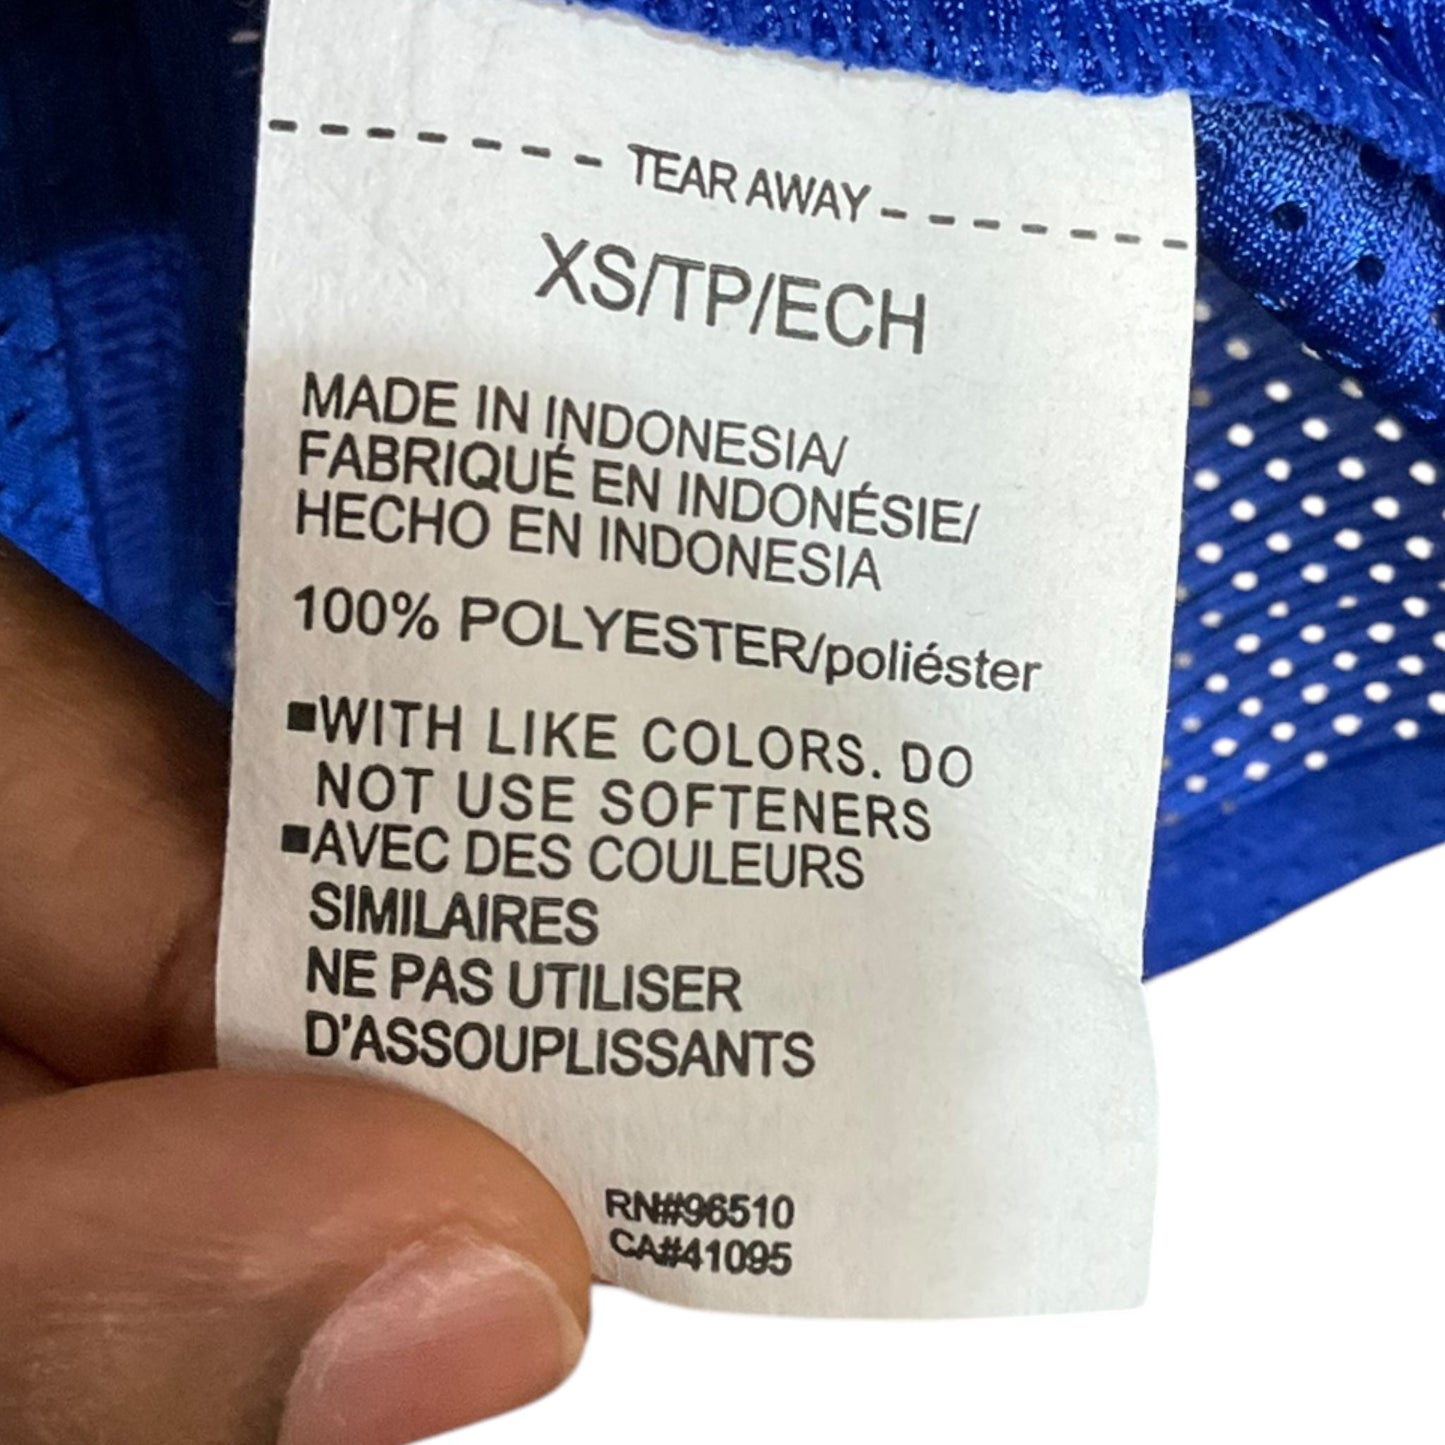 TEAR AWAY
XS/TP/ECH
MADE IN INDONESIA/
FABRIQUÉ EN INDONÉSIE/
HECHO EN INDONESIA
100% POLYESTER/poliéster
■WITH LIKE COLORS. DO
NOT USE SOFTENERS
■AVEC DES COULEURS
SIMILAIRES
NE PAS UTILISER
D'ASSOUPLISSANTS
RN#96510
CA#41095